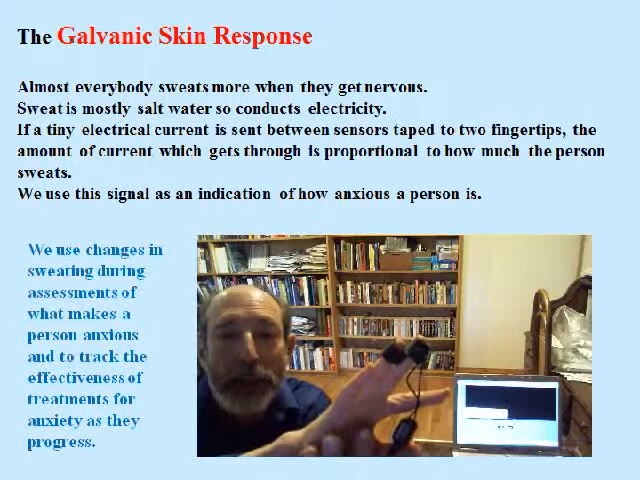 The Galvanic Skin Response
Almost everybody sweats more when they get nervous.
Sweat is mostly salt water so conducts electricity.
If a tiny electrical current is sent between sensors taped to two fingertips, the
amount of current which gets through is proportional to how much the person
sweats.
We use this signal as an indication of how anxious a person is.
We use changes in
sweating during
assessments of
what makes a
person anxious
and to track the
effectiveness of
treatments for
anxiety as they
progress.